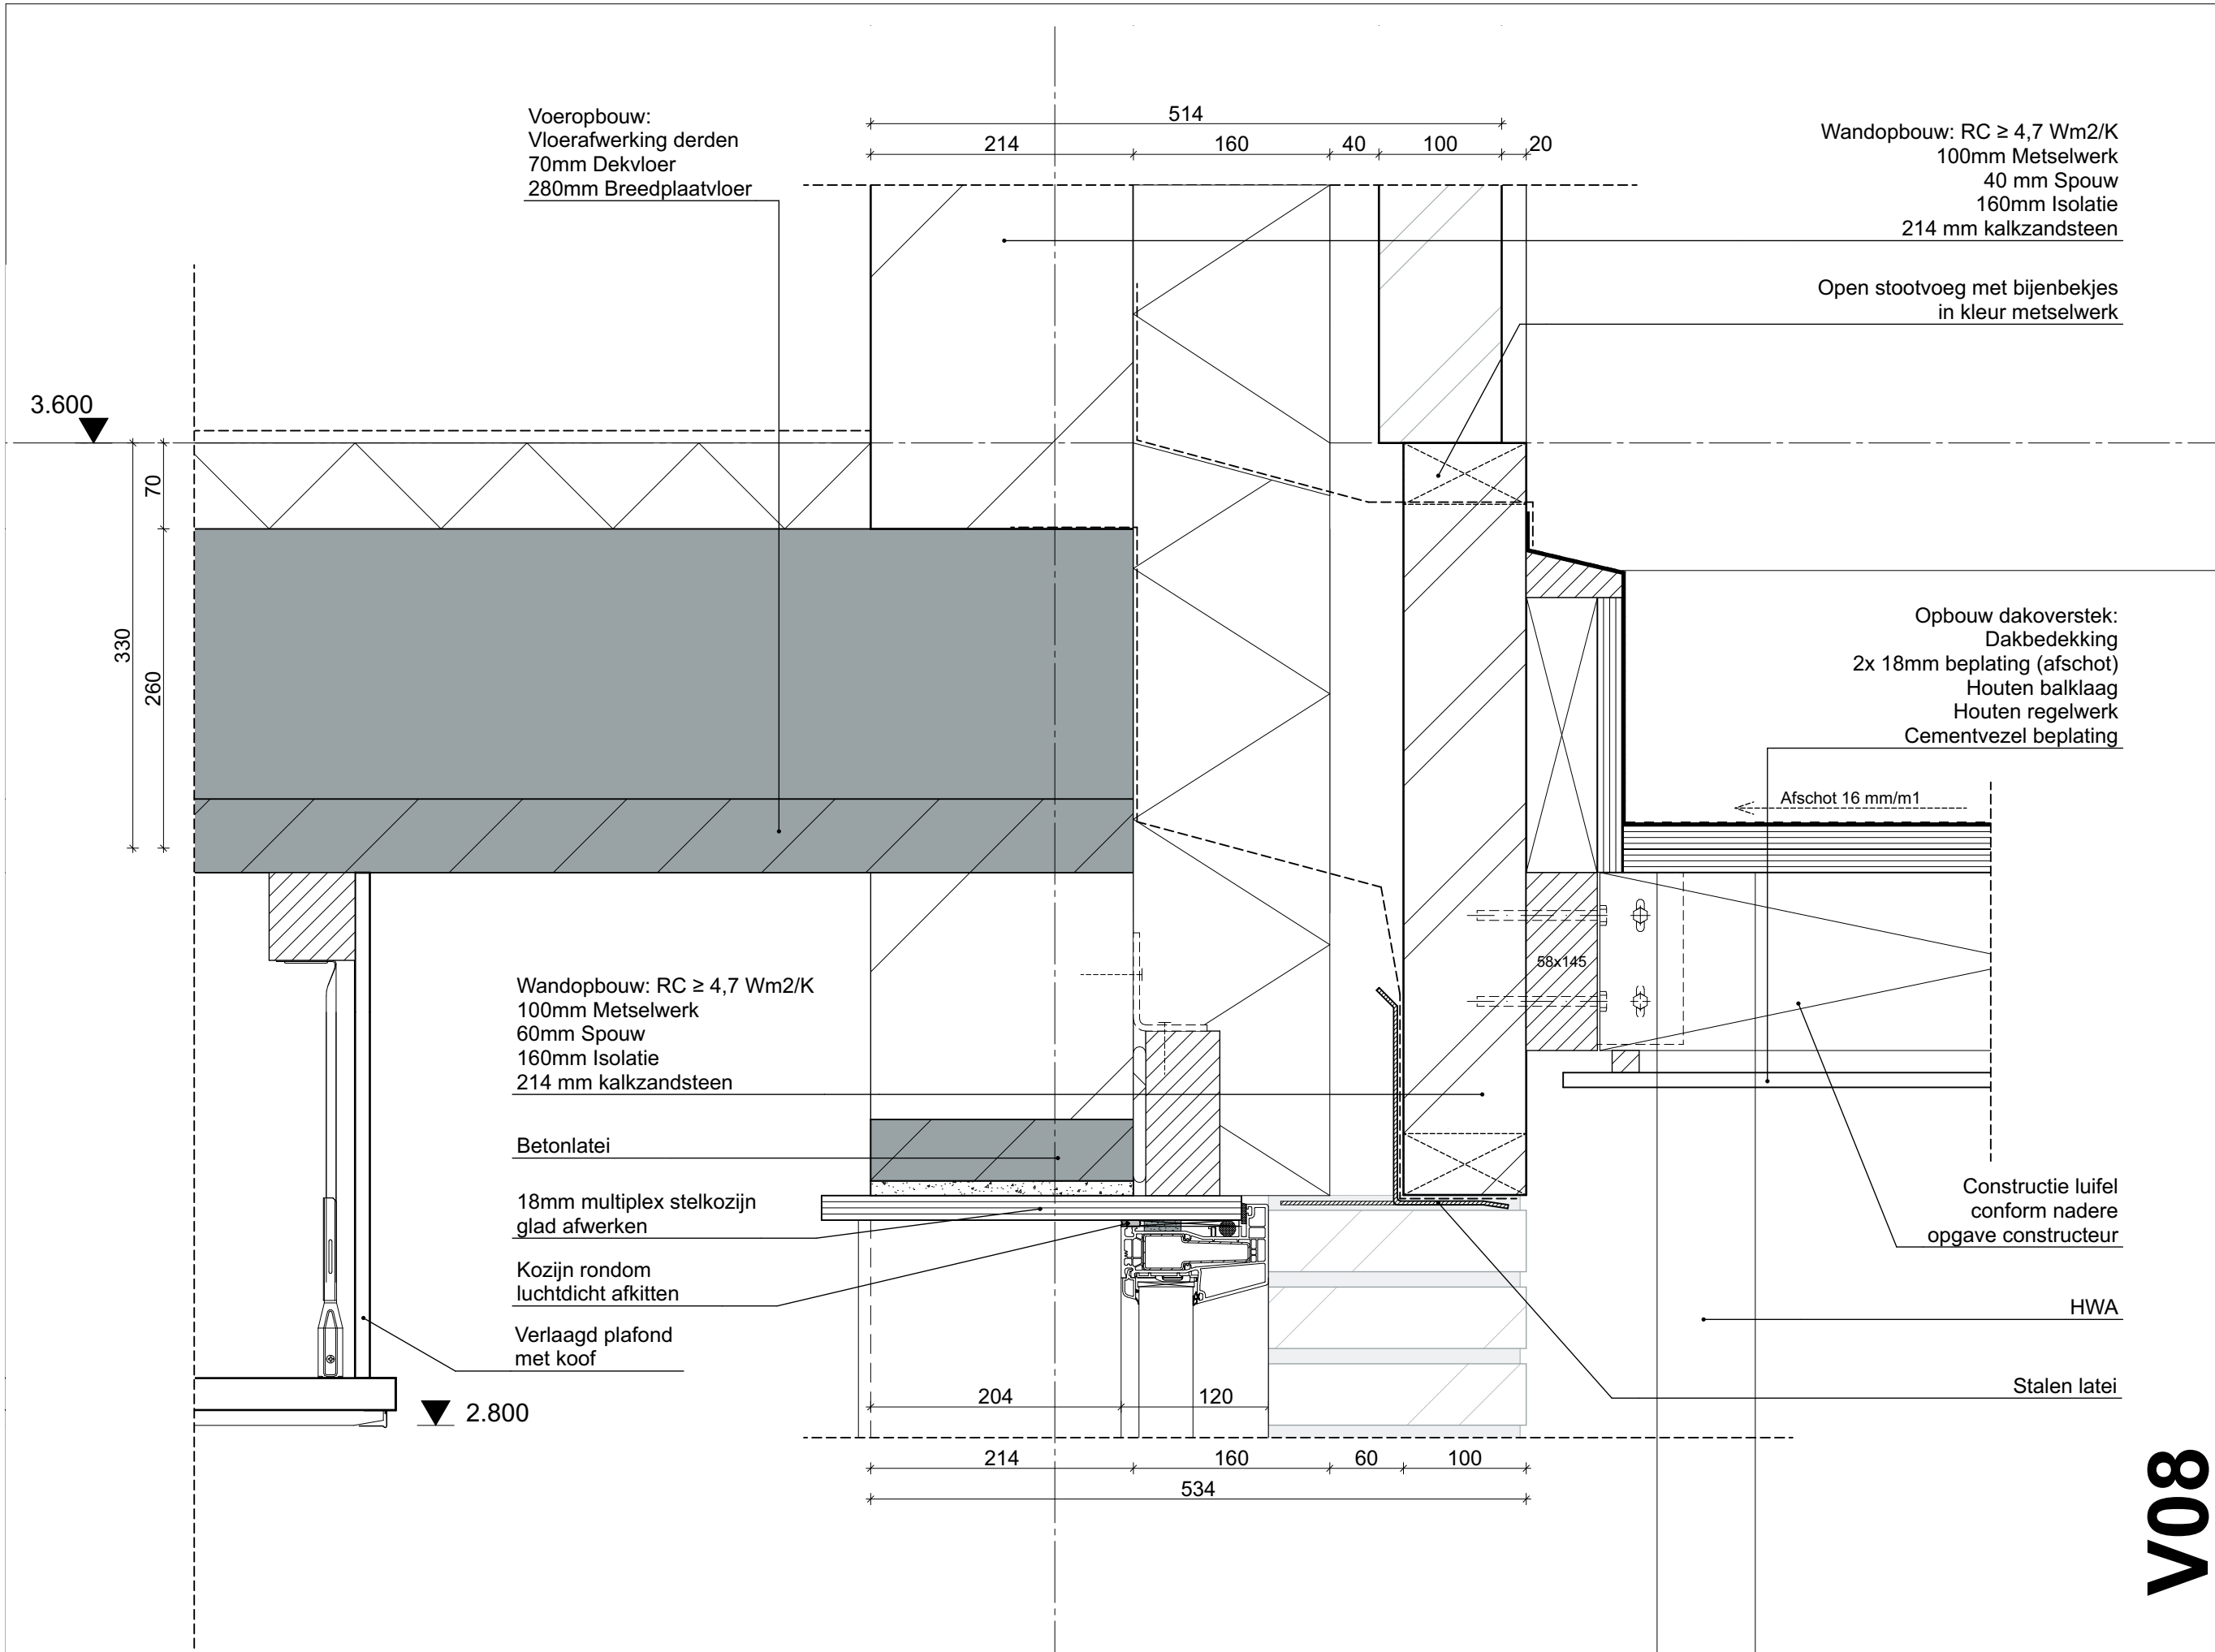 Voeropbouw:
Vloerafwerking derden
70mm Dekvloer
280mm Breedplaatvloer
514
214
160
40
100
20
Wandopbouw: RC ≥ 4,7 Wm2/K
100mm Metselwerk
40 mm Spouw
160mm Isolatie
214 mm kalkzandsteen
Open stootvoeg met bijenbekjes
in kleur metselwerk
3.600
70
330
260
Opbouw dakoverstek:
Dakbedekking
2x 18mm beplating (afschot)
Houten balklaag
Houten regelwerk
Cementvezel beplating
Afschot 16 mm/m1
58x145
Wandopbouw: RC ≥ 4,7 Wm2/K
100mm Metselwerk
60mm Spouw
160mm Isolatie
214 mm kalkzandsteen
Betonlatei
18mm multiplex stelkozijn
glad afwerken
Kozijn rondom
luchtdicht afkitten
Verlaagd plafond
met koof
2.800
Constructie luifel
conform nadere
opgave constructeur
HWA
Stalen latei
204
120
214
160
60
100
534
V08